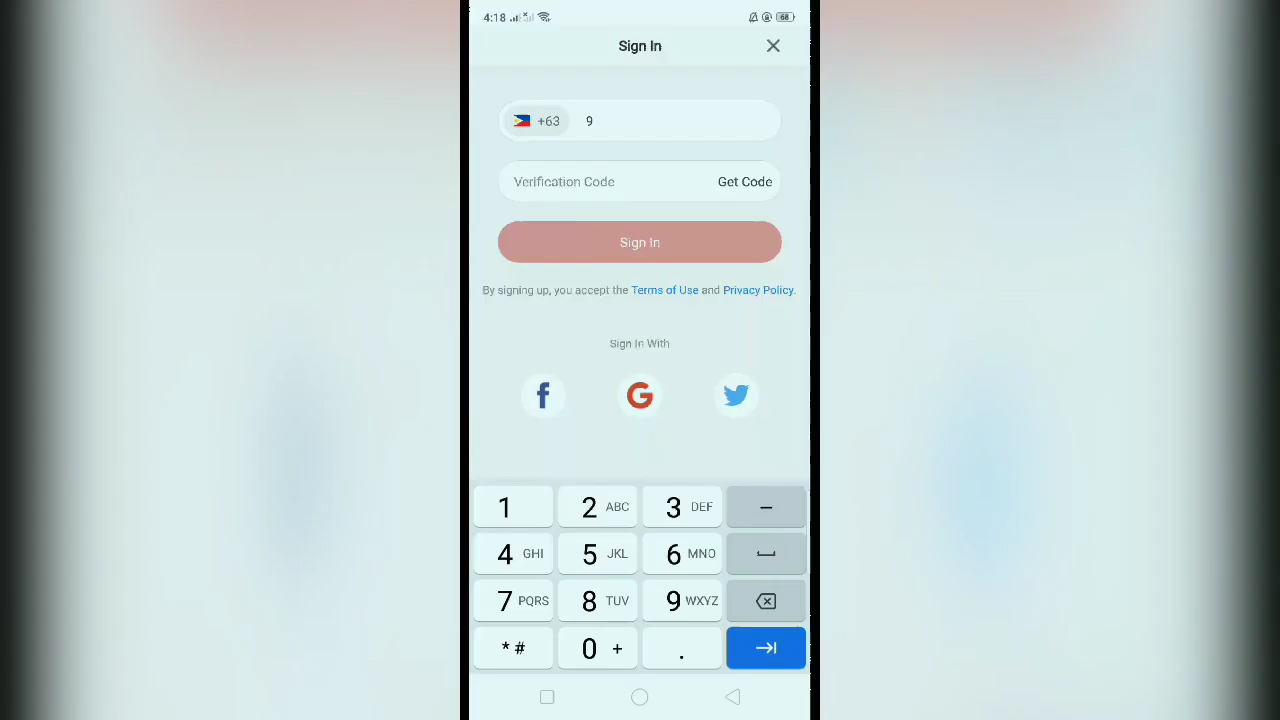 4:18
68
Sign In
+63 9
Verification Code Get Code
Sign In
By signing up, you accept the Terms of Use and Privacy Policy.
Sign In With
1 2 ABC 3 DEF –
4 GHI 5 JKL 6 MNO
7 PQRS 8 TUV 9 WXYZ
* # 0 + .